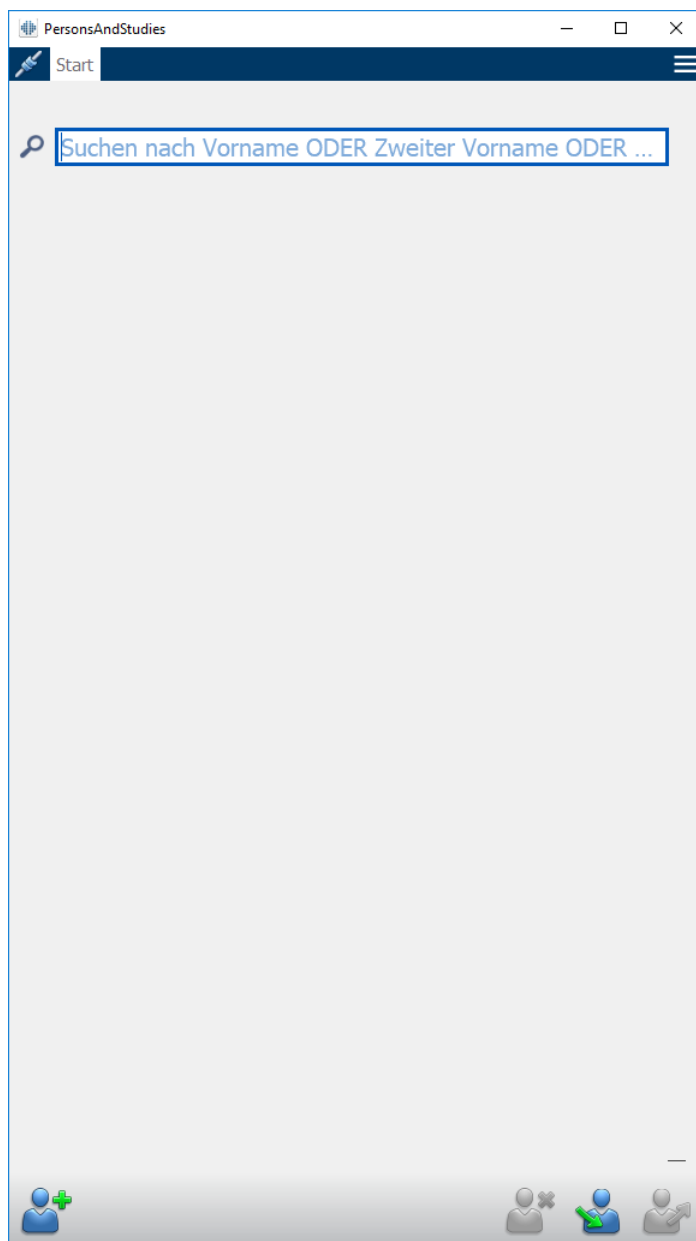 PersonsAndStudies
Start
Suchen nach Vorname ODER Zweiter Vorname ODER ...